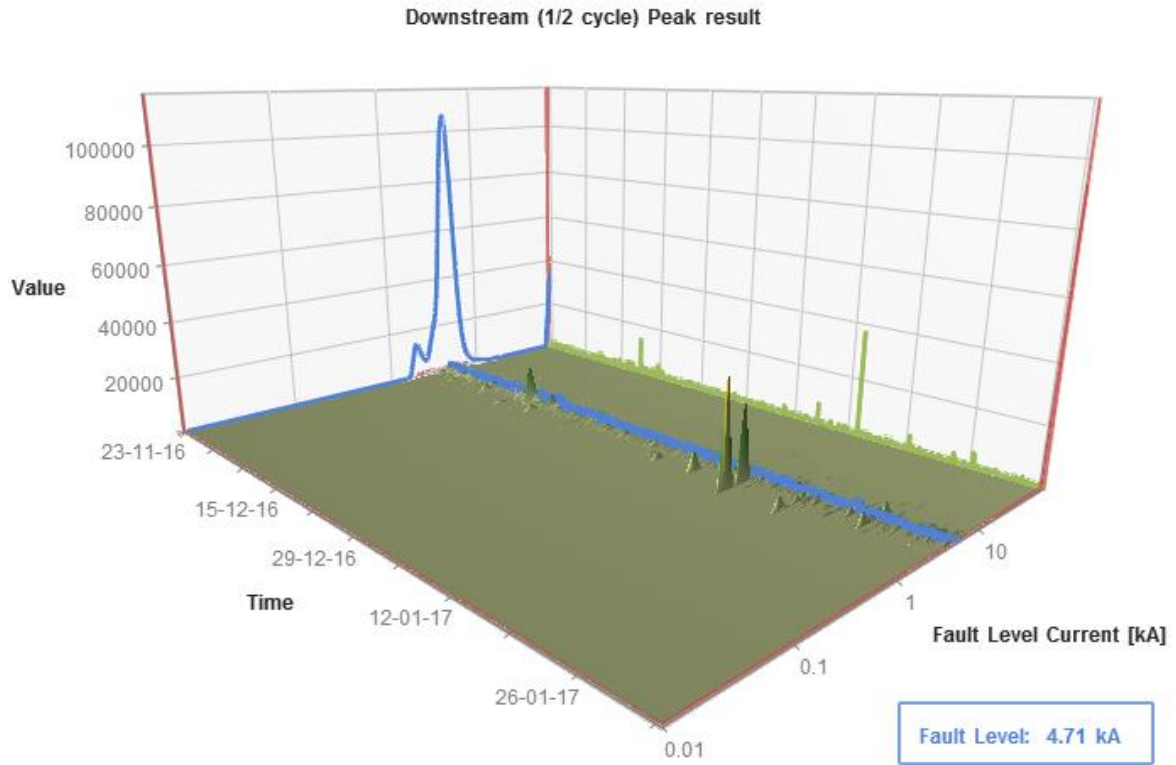 Downstream (1/2 cycle) Peak result
100000
80000
60000
40000
20000
Value
23-11-16
15-12-16
29-12-16
12-01-17
26-01-17
Time
10
1
0.1
0.01
Fault Level Current [kA]
Fault Level: 4.71 kA